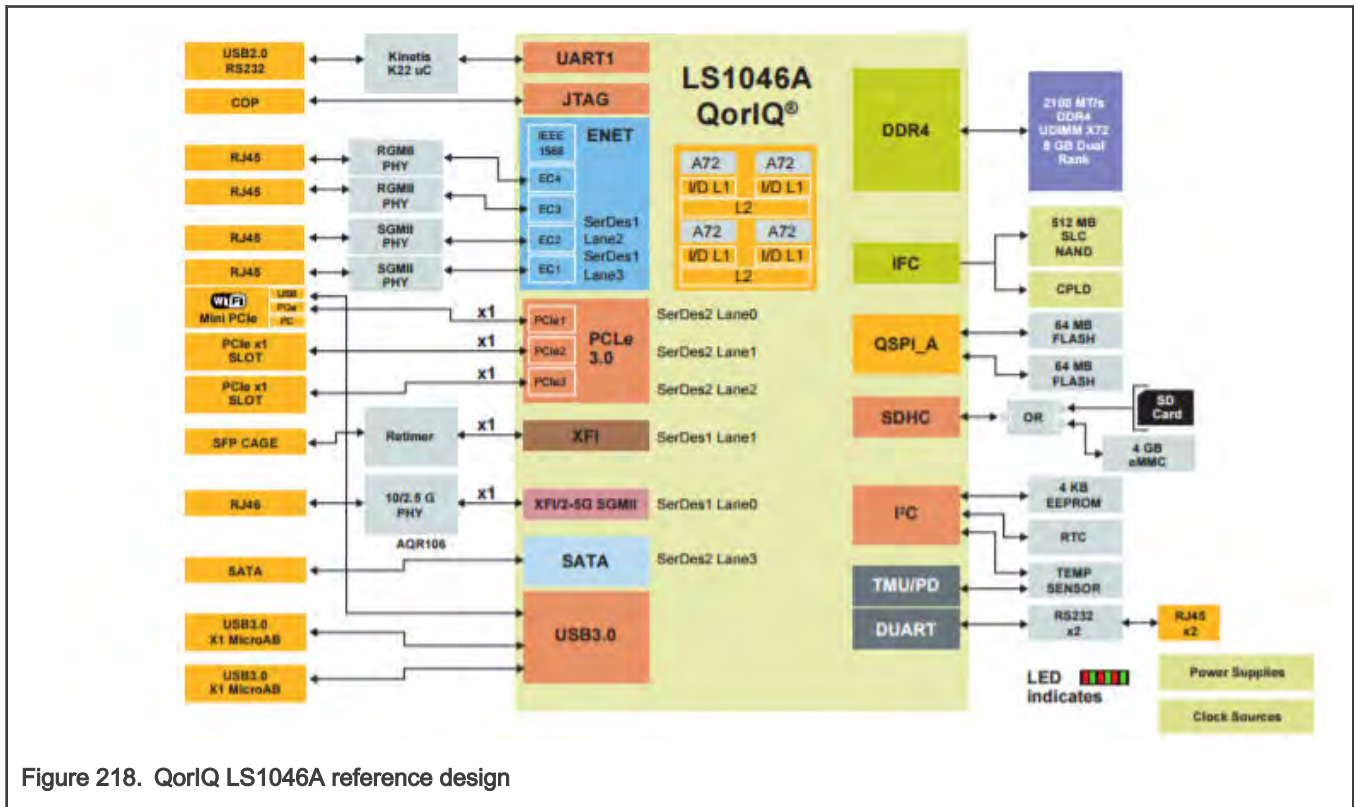 USB2.0
RS232
Kinetis
K22 uC
UART1
COP
JTAG
RJ45
RGMII
PHY
RJ45
RGMII
PHY
RJ45
SGMII
PHY
RJ45
SGMII
PHY
IEEE
1588
ENET
EC4
EC3
EC2
EC1
SerDes1
Lane2
SerDes1
Lane3
WiFi
Mini PCIe
USB
PCIe
x1
PCIe1
PCIe x1
SLOT
x1
PCIe2
PCIe x1
SLOT
x1
PCIe3
PCLe
3.0
SerDes2 Lane0
SerDes2 Lane1
SerDes2 Lane2
SFP CAGE
Retimer
x1
XFI
SerDes1 Lane1
RJ45
10/2.5 G
PHY
AQR106
x1
XFI/2-5G SGMII
SerDes1 Lane0
SATA
SATA
SerDes2 Lane3
USB3.0
X1 MicroAB
USB3.0
X1 MicroAB
USB3.0
LS1046A
QorIQ®
A72
A72
I/D L1
I/D L1
L2
A72
A72
I/D L1
I/D L1
L2
DDR4
2100 MT/s
DDR4
UDIMM X72
8 GB Dual
Rank
IFC
512 MB
SLC
NAND
CPLD
QSPI_A
64 MB
FLASH
64 MB
FLASH
SDHC
OR
SD
Card
4 GB
eMMC
I²C
4 KB
EEPROM
RTC
TEMP
SENSOR
TMU/PD
DUART
RS232
x2
RJ45
x2
LED
indicates
Power Supplies
Clock Sources
Figure 218. QorIQ LS1046A reference design